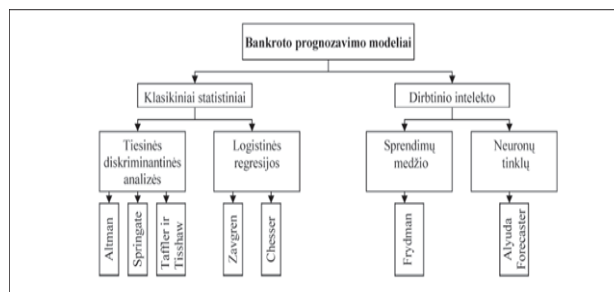 Bankroto prognozavimo modeliai
Klasikiniai statistiniai
Dirbtinio intelekto
Tiesinės
diskriminantinės
analizės
Logistinės
regresijos
Sprendimų
medžio
Neuronų
tinklų
Altman
Springate
Taffler ir
Tisshaw
Zavgren
Chesser
Frydman
Alyuda
Forecaster